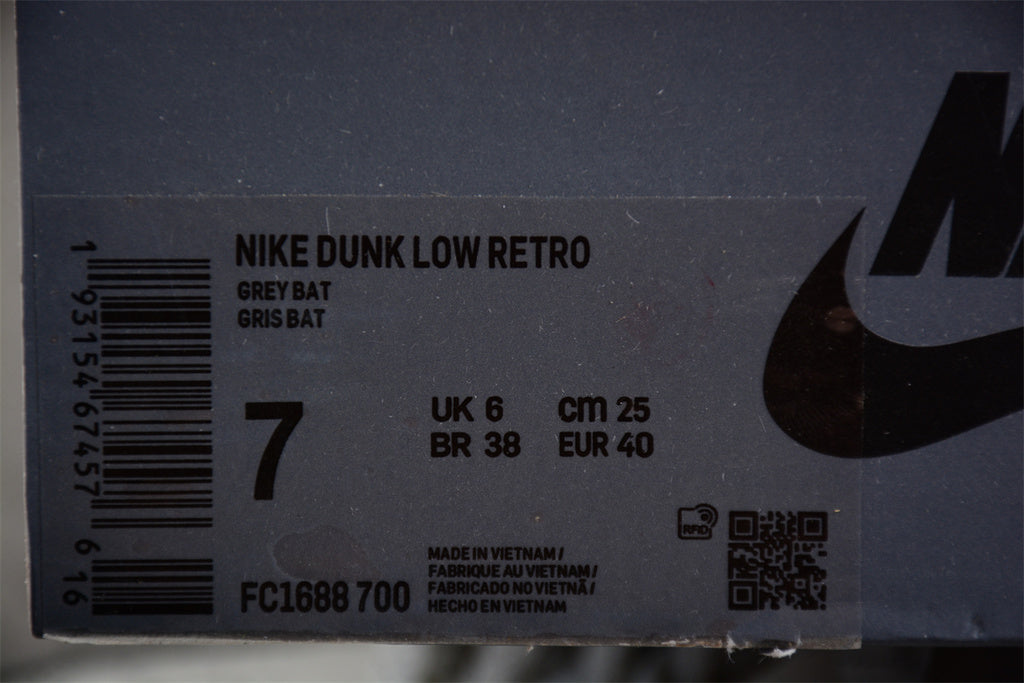 NIKE DUNK LOW RETRO
GREY BAT
GRIS BAT
7
UK 6 cm 25
BR 38 EUR 40
RFID
MADE IN VIETNAM /
FABRIQUE AU VIETNAM /
FABRICADO NO VIETNÃ /
HECHO EN VIETNAM
FC1688 700
1 93154 67457 6 16